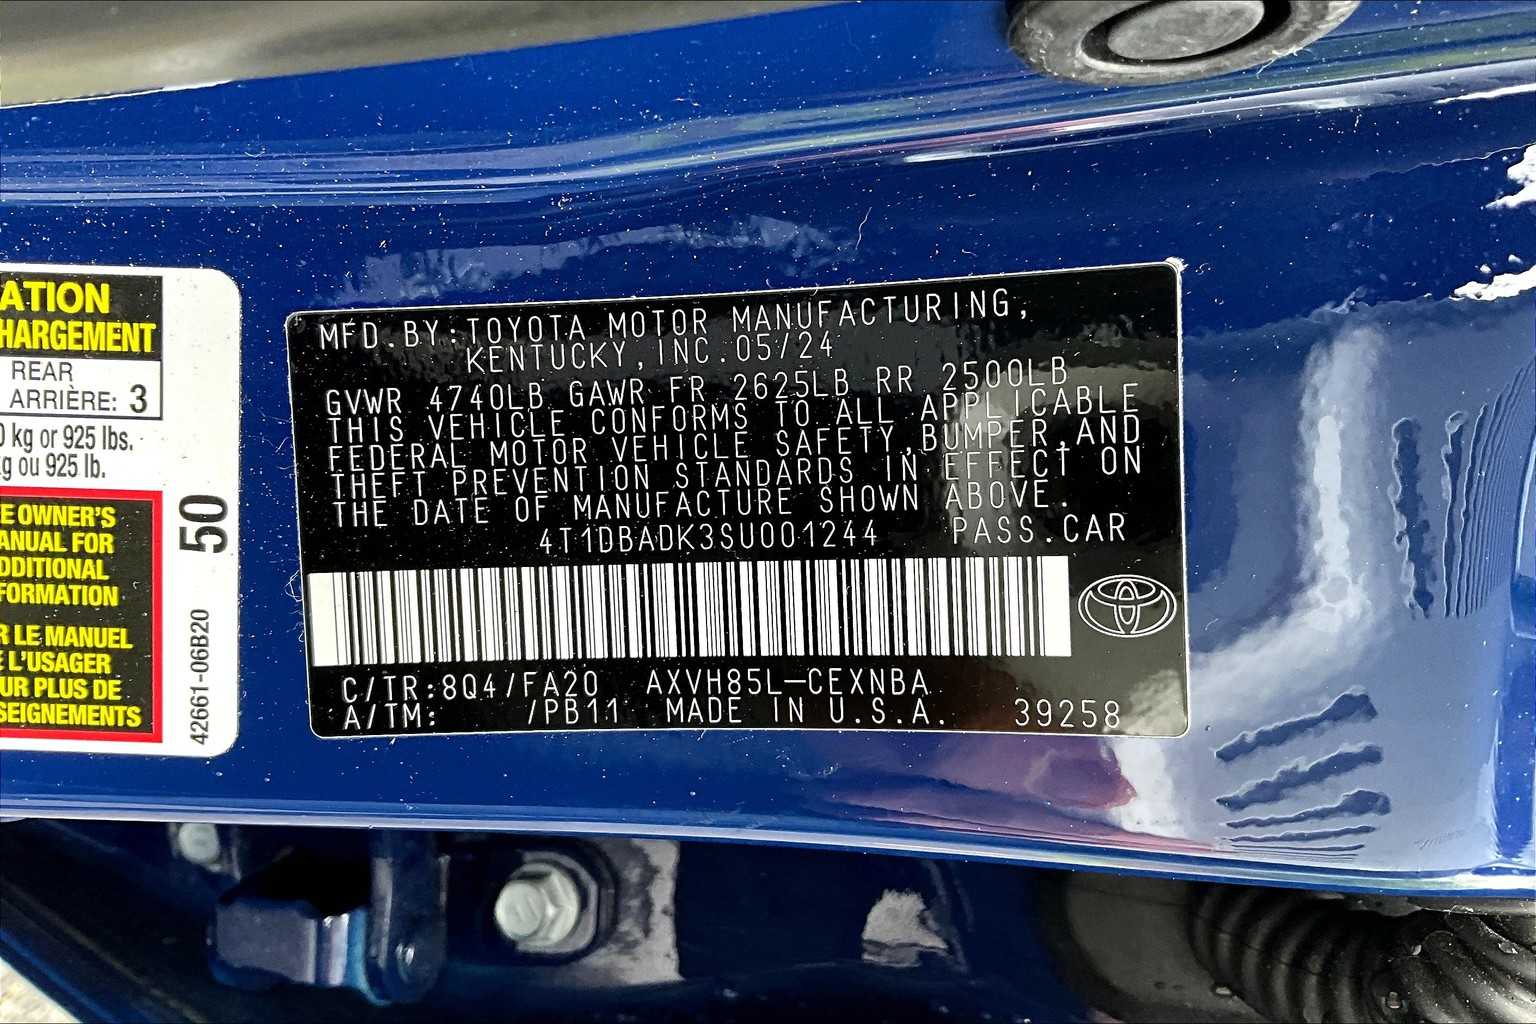 ATION
HARGEMENT
REAR
ARRIÈRE: 3
0 kg or 925 lbs.
kg ou 925 lb.
E OWNER'S
ANUAL FOR
DDITIONAL
FORMATION
R LE MANUEL
E L'USAGER
UR PLUS DE
SEIGNEMENTS
50
42661-06B20
MFD.BY:TOYOTA MOTOR MANUFACTURING,
KENTUCKY,INC.05/24
GVWR 4740LB GAWR FR 2625LB RR 2500LB
THIS VEHICLE CONFORMS TO ALL APPLICABLE
FEDERAL MOTOR VEHICLE SAFETY,BUMPER,AND
THEFT PREVENTION STANDARDS IN EFFECT ON
THE DATE OF MANUFACTURE SHOWN ABOVE.
4T1DBADK3SU001244 PASS.CAR
C/TR:8Q4/FA20 AXVH85L-CEXNBA
A/TM: /PB11 MADE IN U.S.A. 39258